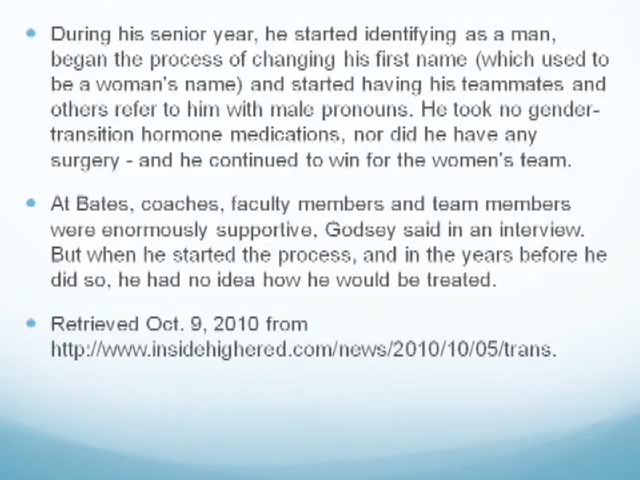 During his senior year, he started identifying as a man,
began the process of changing his first name (which used to
be a woman's name) and started having his teammates and
others refer to him with male pronouns. He took no gender-
transition hormone medications, nor did he have any
surgery - and he continued to win for the women's team.
At Bates, coaches, faculty members and team members
were enormously supportive, Godsey said in an interview.
But when he started the process, and in the years before he
did so, he had no idea how he would be treated.
Retrieved Oct. 9, 2010 from
http://www.insidehighered.com/news/2010/10/05/trans.